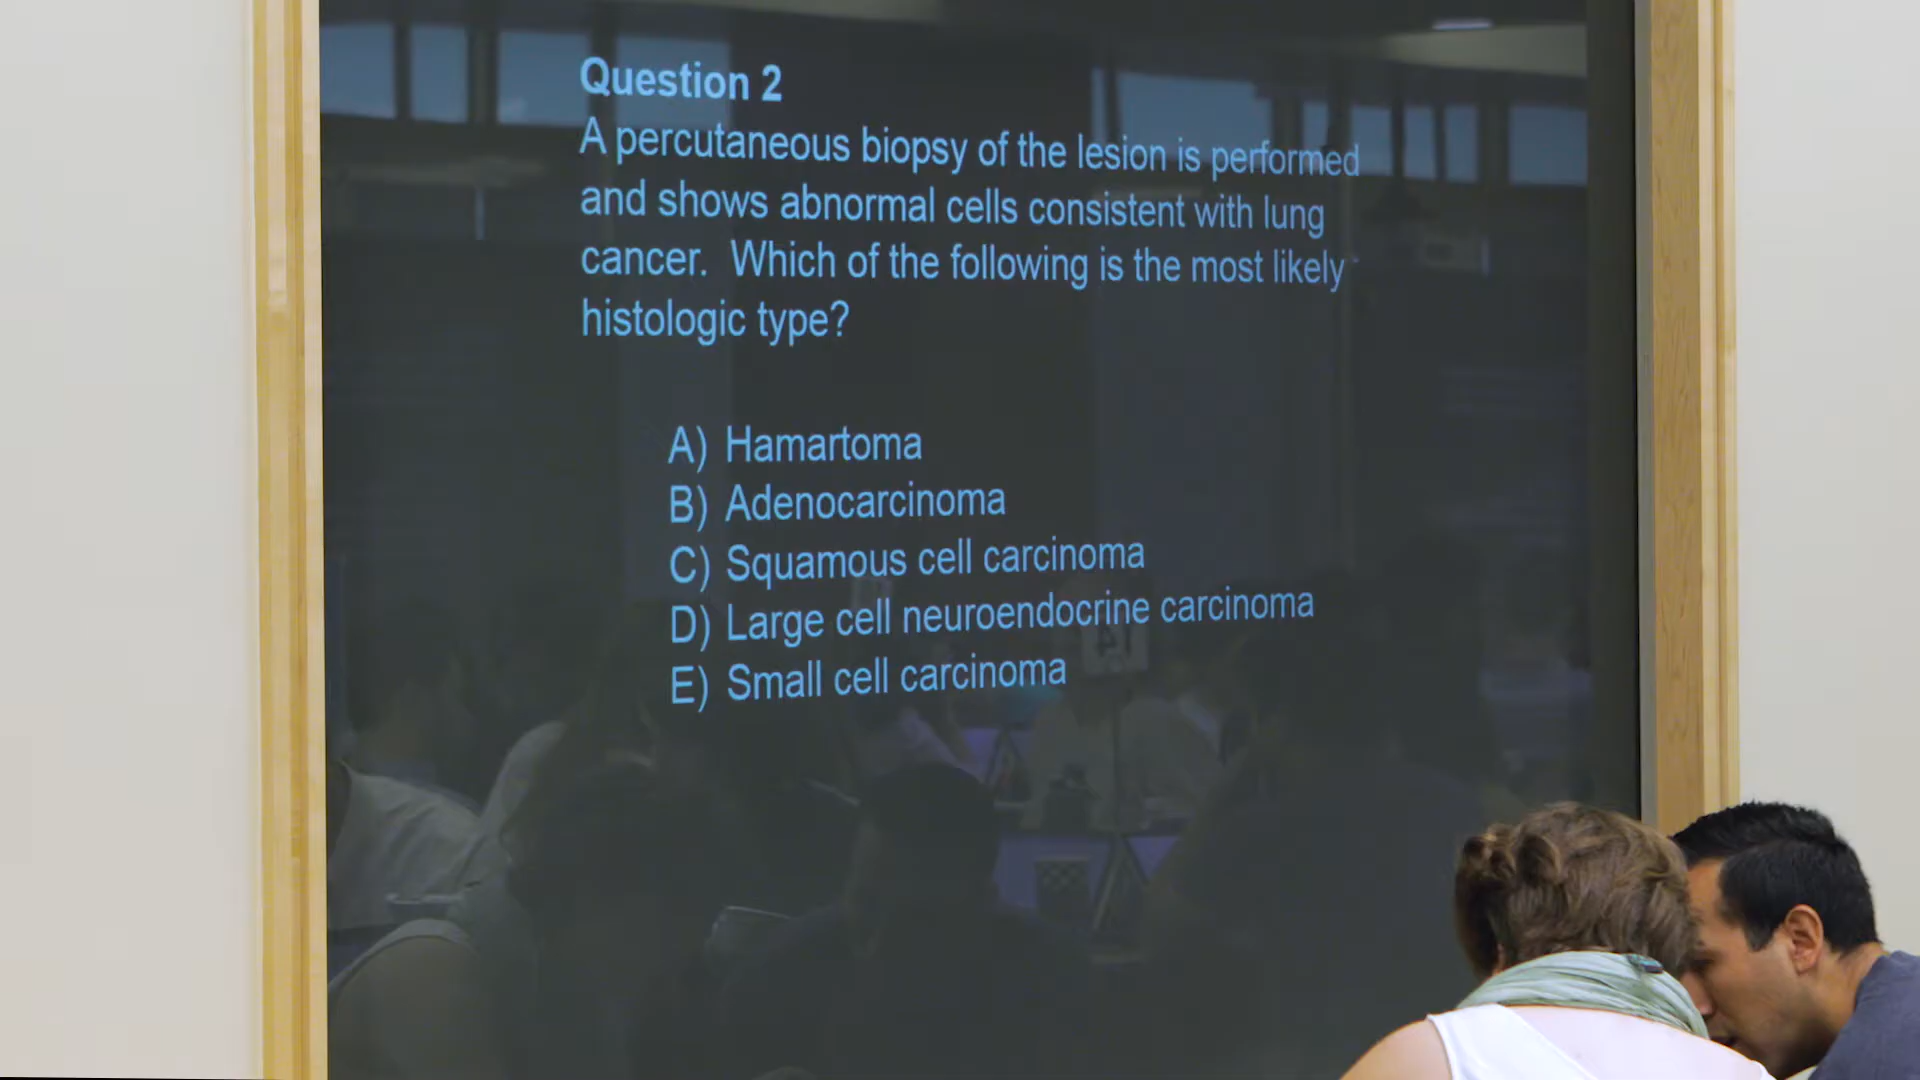 Question 2
A percutaneous biopsy of the lesion is performed
and shows abnormal cells consistent with lung
cancer. Which of the following is the most likely
histologic type?
A) Hamartoma
B) Adenocarcinoma
C) Squamous cell carcinoma
D) Large cell neuroendocrine carcinoma
E) Small cell carcinoma